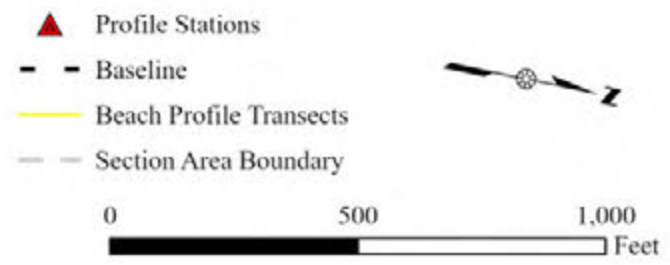 Profile Stations
Baseline
Beach Profile Transects
Section Area Boundary
N
0 500 1,000
Feet